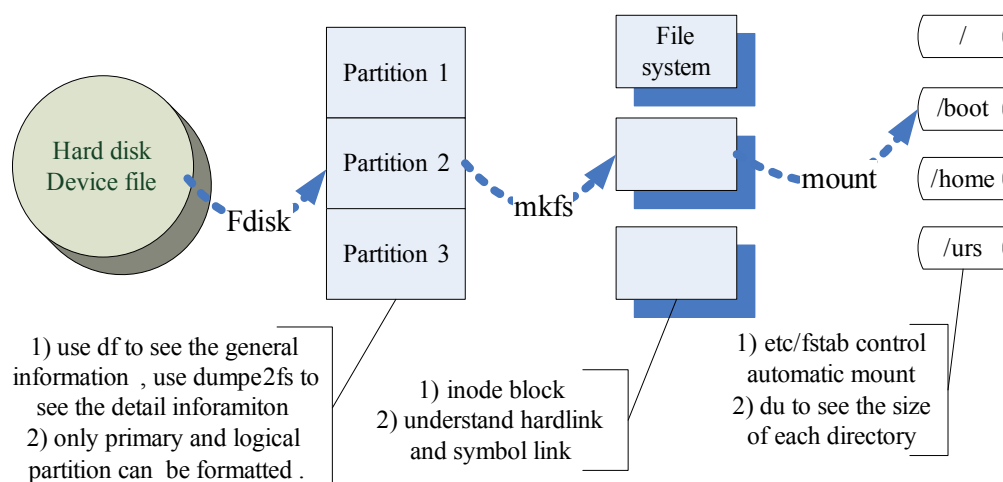 Hard disk
Device file
Fdisk
Partition 1
Partition 2
Partition 3
mkfs
File
system
mount
/
/boot
/home
/urs
1) use df to see the general
information , use dumpe2fs to
see the detail inforamiton
2) only primary and logical
partition can be formatted .
1) inode block
2) understand hardlink
and symbol link
1) etc/fstab control
automatic mount
2) du to see the size
of each directory